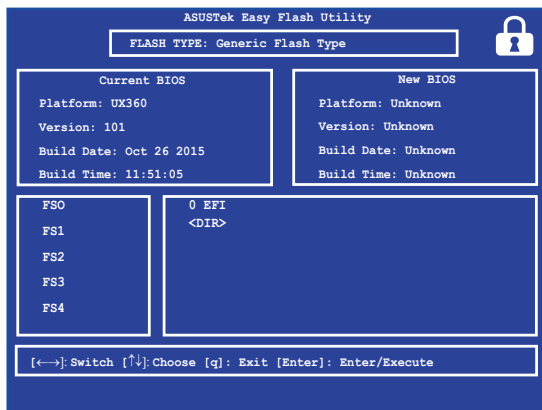 ASUSTek Easy Flash Utility
FLASH TYPE: Generic Flash Type
Current BIOS
Platform: UX360
Version: 101
Build Date: Oct 26 2015
Build Time: 11:51:05
New BIOS
Platform: Unknown
Version: Unknown
Build Date: Unknown
Build Time: Unknown
FSO
FS1
FS2
FS3
FS4
0 EFI
<DIR>
[←→]: Switch [↑↓]: Choose [q]: Exit [Enter]: Enter/Execute